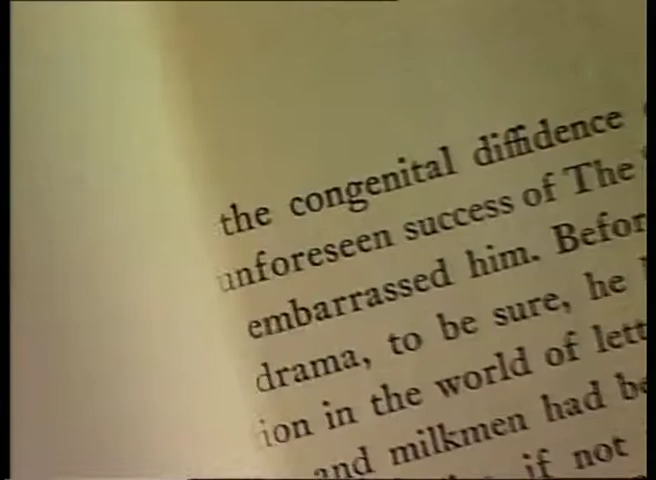 the congenital diffidence
unforeseen success of The
embarrassed him. Befor
drama, to be sure, he
ion in the world of lett
and milkmen had be
if not